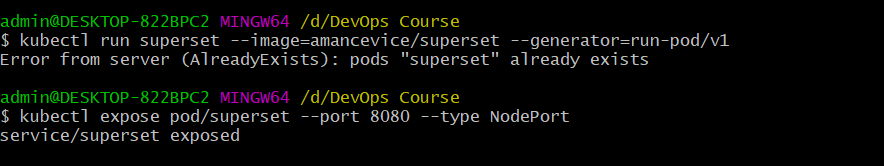 admin@DESKTOP-822BPC2 MINGW64 /d/DevOps Course
$ kubectl run superset --image=amancevice/superset --generator=run-pod/v1
Error from server (AlreadyExists): pods "superset" already exists
admin@DESKTOP-822BPC2 MINGW64 /d/DevOps Course
$ kubectl expose pod/superset --port 8080 --type NodePort
service/superset exposed